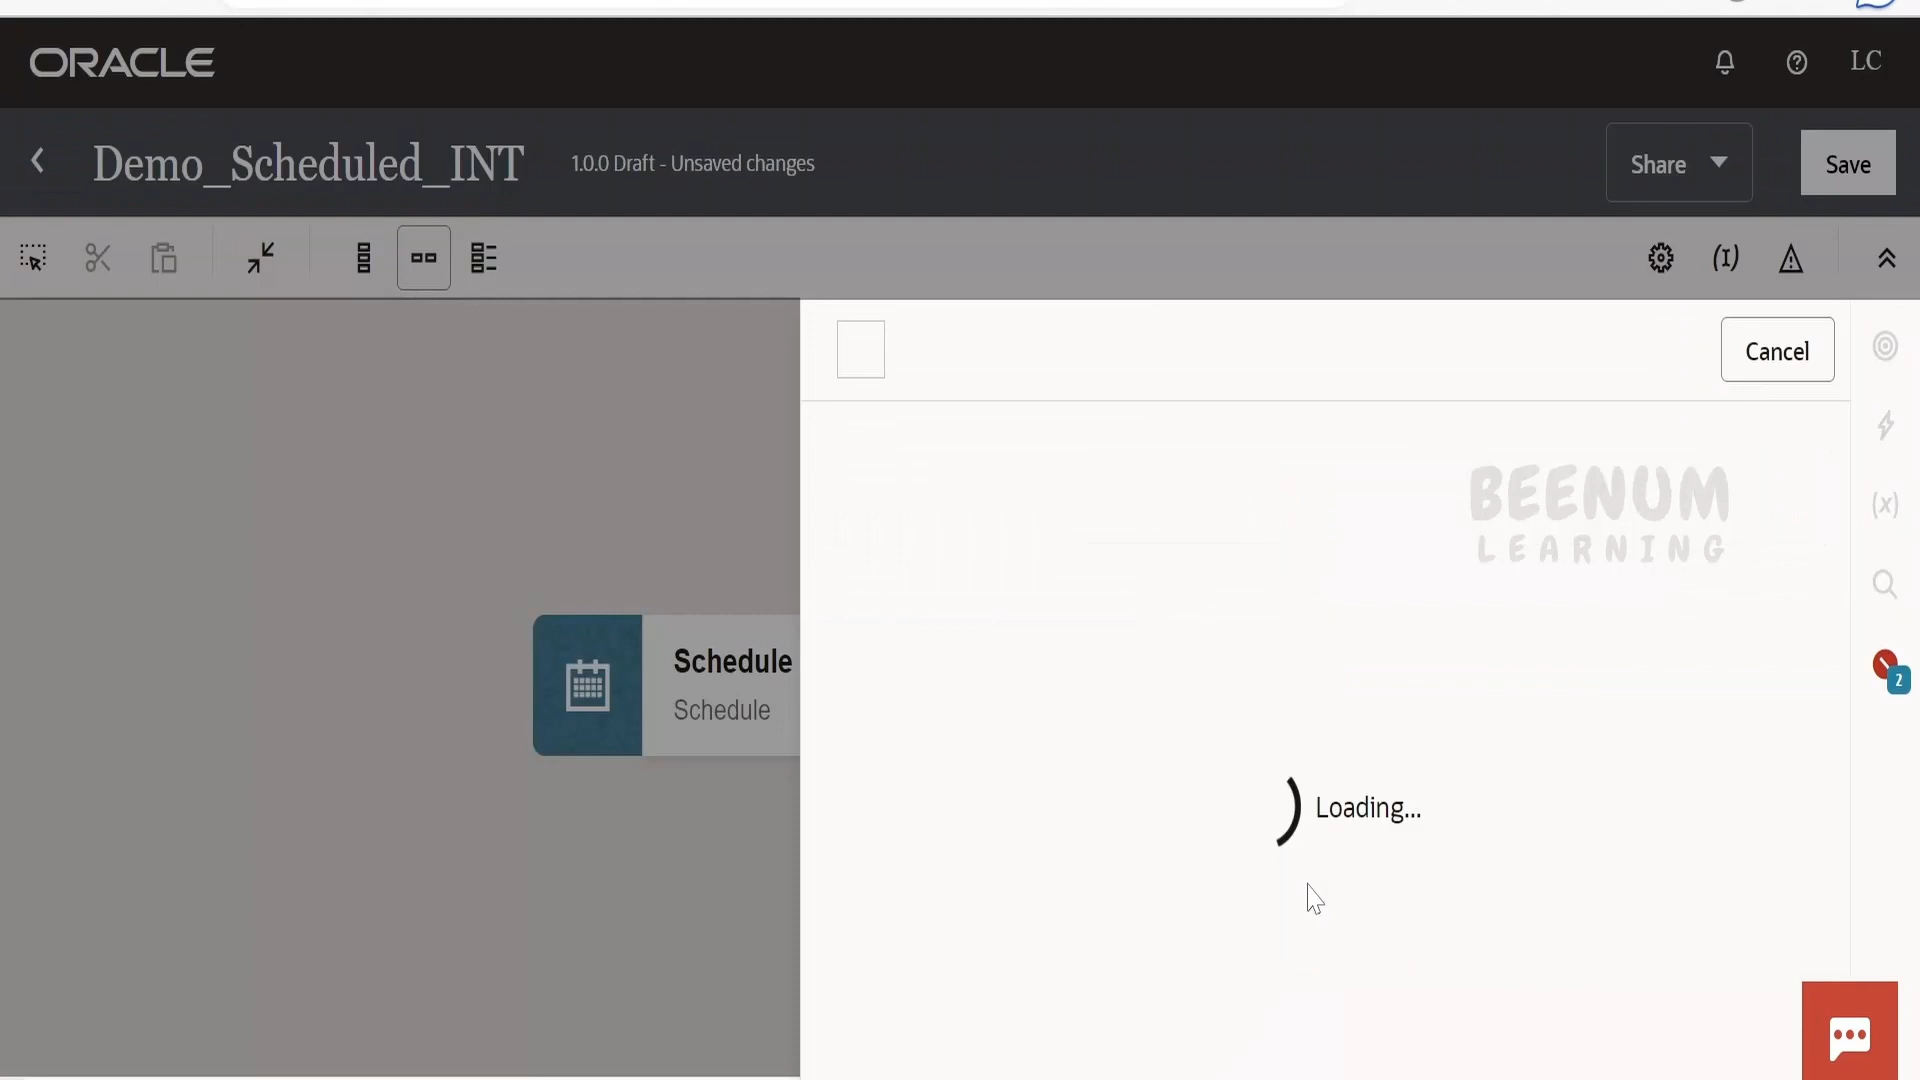 ORACLE
LC
Demo_Scheduled_INT
1.0.0 Draft - Unsaved changes
Share
Save
Cancel
BEENUM
LEARNING
(x)
2
Schedule
Schedule
Loading...